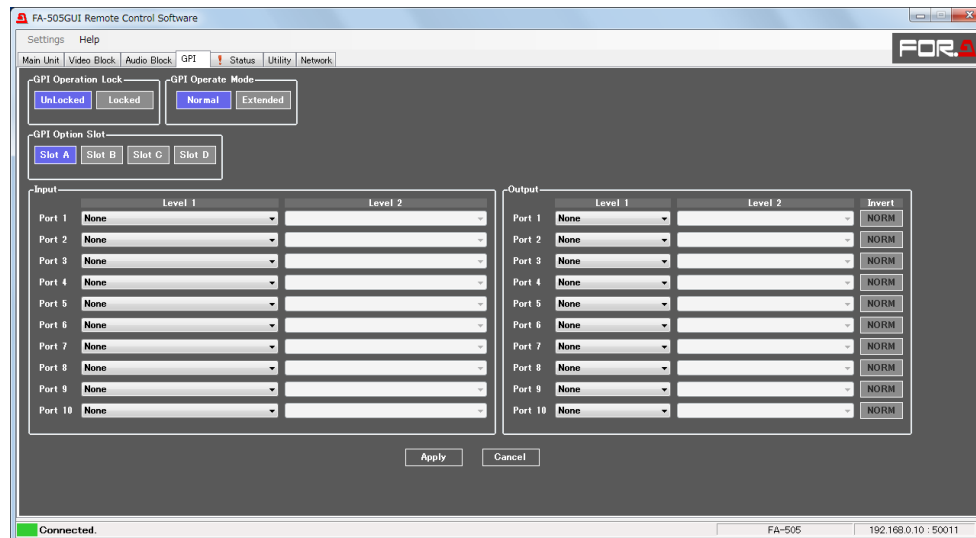 FA-505GUI Remote Control Software
Settings Help
FOR.A
Main Unit Video Block Audio Block GPI ! Status Utility Network
GPI Operation Lock GPI Operate Mode
UnLocked Locked Normal Extended
GPI Option Slot
Slot A Slot B Slot C Slot D
Input Output
Level 1 Level 2 Level 1 Level 2 Invert
Port 1 None Port 1 None NORM
Port 2 None Port 2 None NORM
Port 3 None Port 3 None NORM
Port 4 None Port 4 None NORM
Port 5 None Port 5 None NORM
Port 6 None Port 6 None NORM
Port 7 None Port 7 None NORM
Port 8 None Port 8 None NORM
Port 9 None Port 9 None NORM
Port 10 None Port 10 None NORM
Apply Cancel
Connected. FA-505 192.168.0.10 : 50011